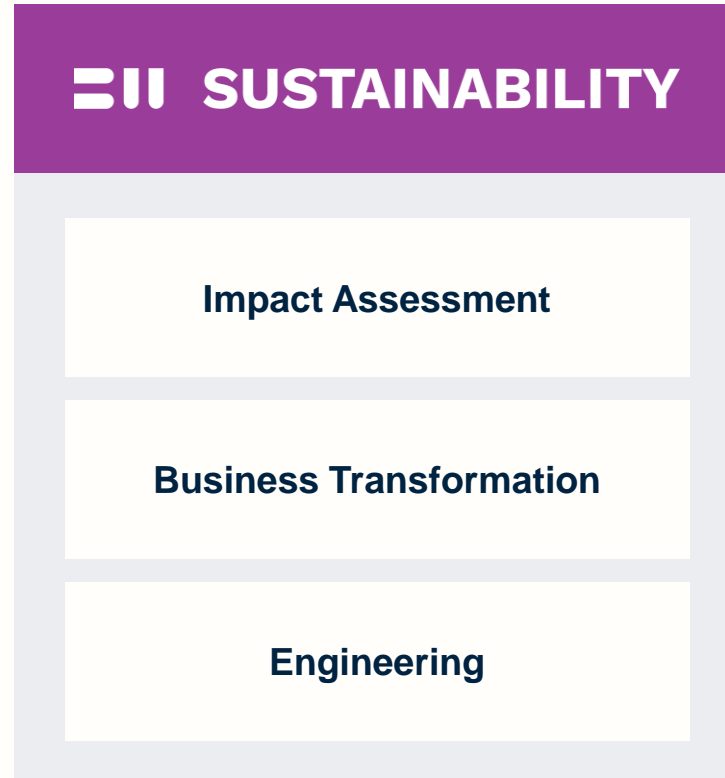 SUSTAINABILITY
Impact Assessment
Business Transformation
Engineering